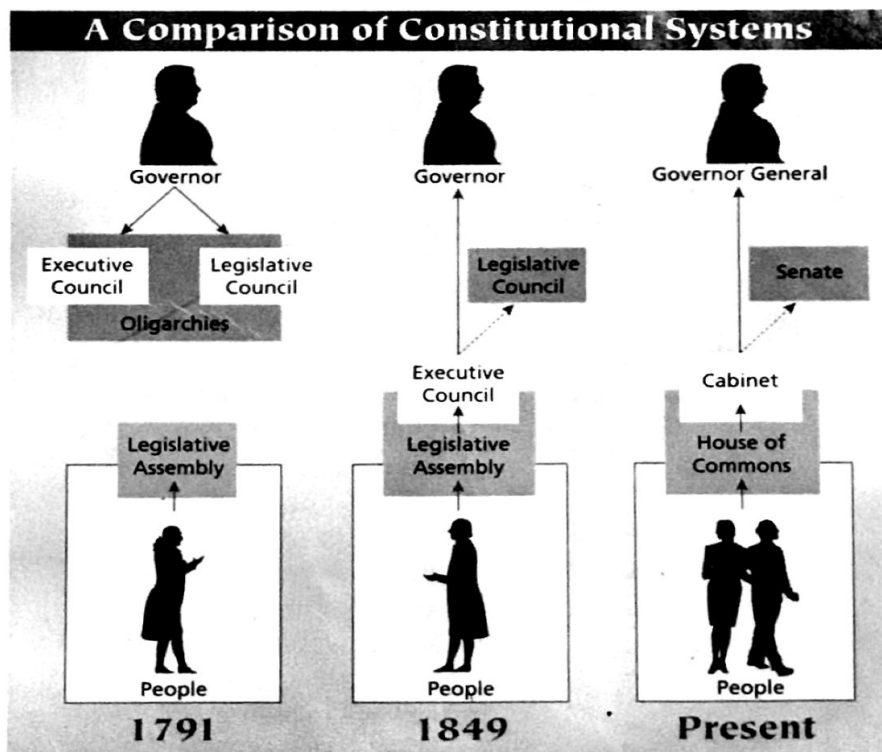 A Comparison of Constitutional Systems
Governor
Executive
Council
Legislative
Council
Oligarchies
Legislative
Assembly
People
1791
Governor
Legislative
Council
Executive
Council
Legislative
Assembly
People
1849
Governor General
Senate
Cabinet
House of
Commons
People
Present